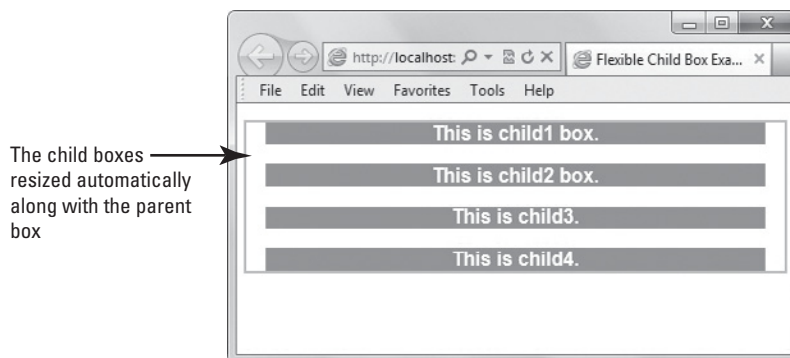 http://localhost:
Flexible Child Box Exa...
File Edit View Favorites Tools Help
The child boxes
resized automatically
along with the parent
box
This is child1 box.
This is child2 box.
This is child3.
This is child4.